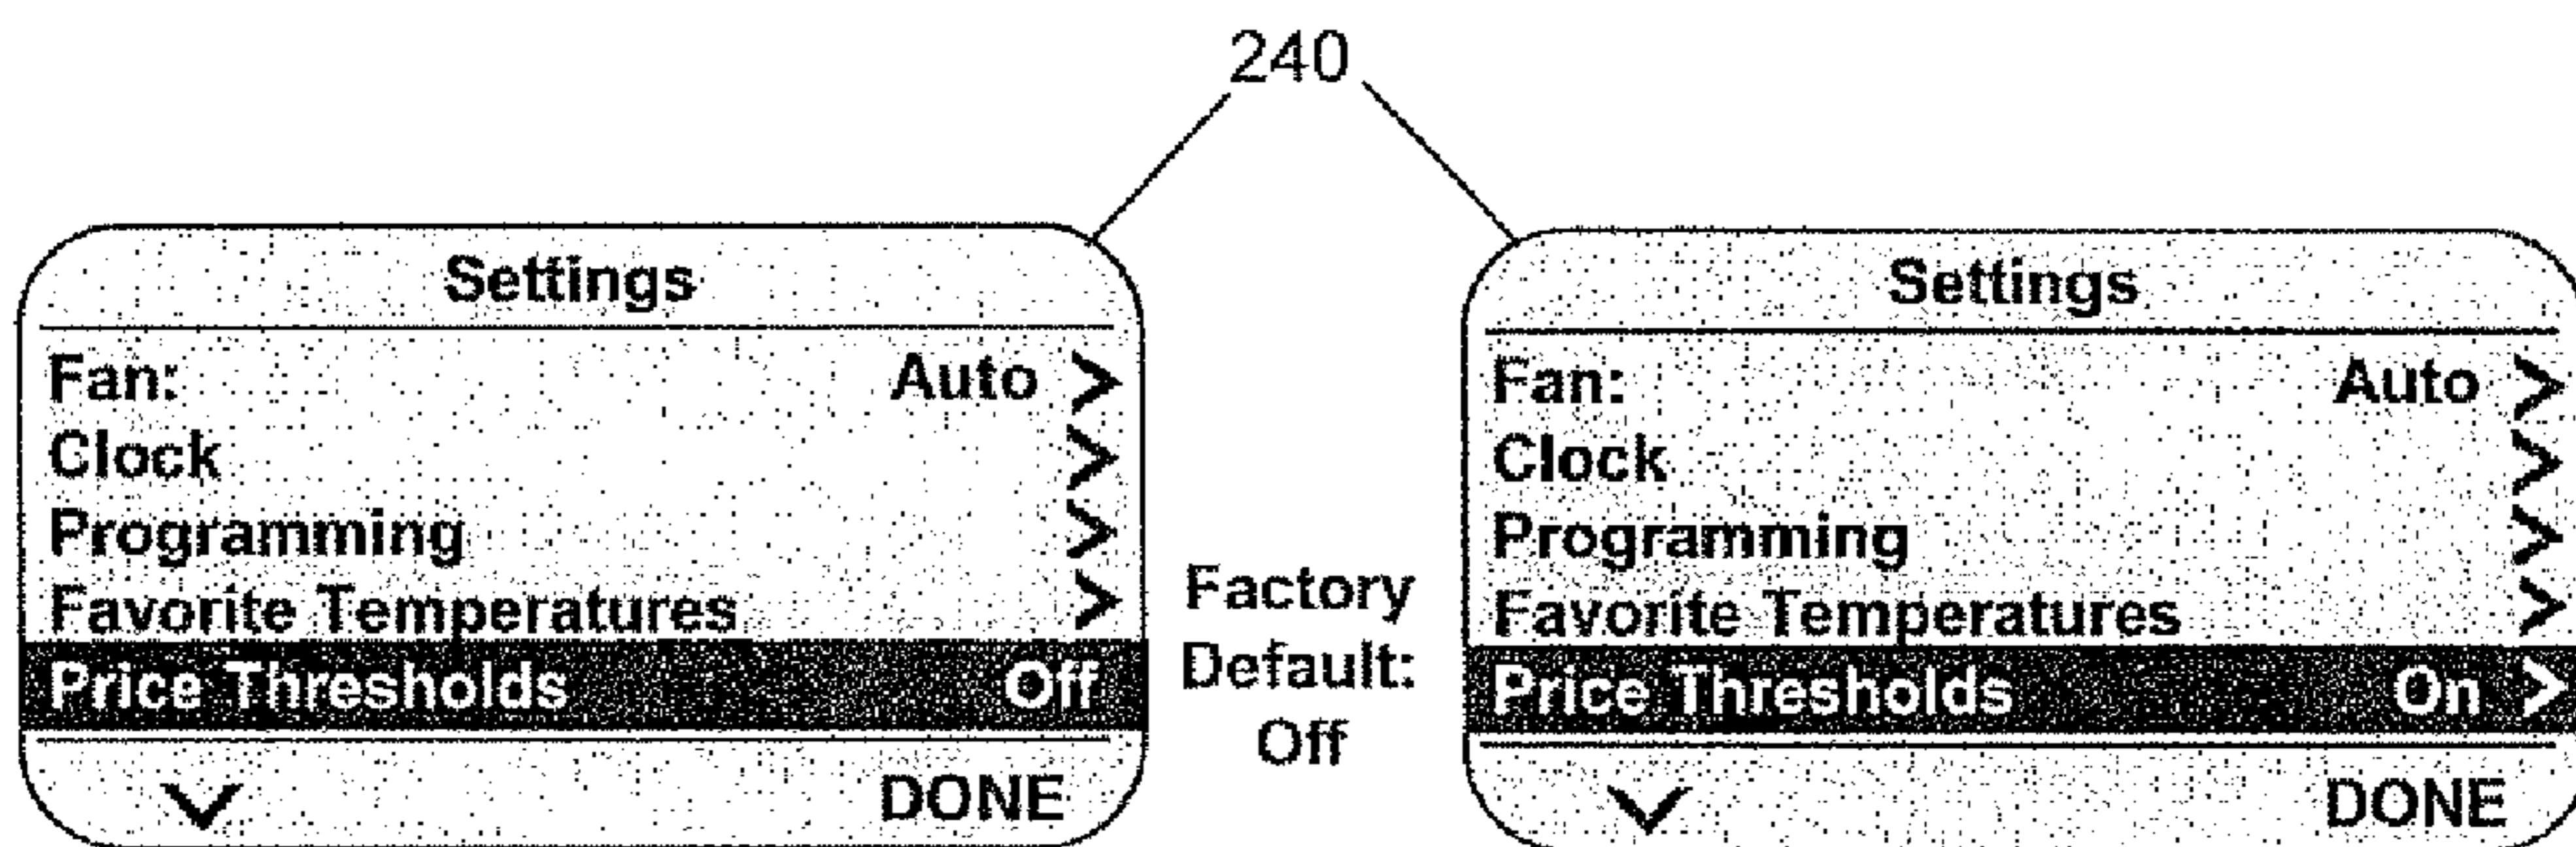 240
Settings
Fan: Auto >
Clock >
Programming >
Favorite Temperatures >
Price Thresholds Off
DONE
Factory
Default:
Off
Settings
Fan: Auto >
Clock >
Programming >
Favorite Temperatures >
Price Thresholds On >
DONE